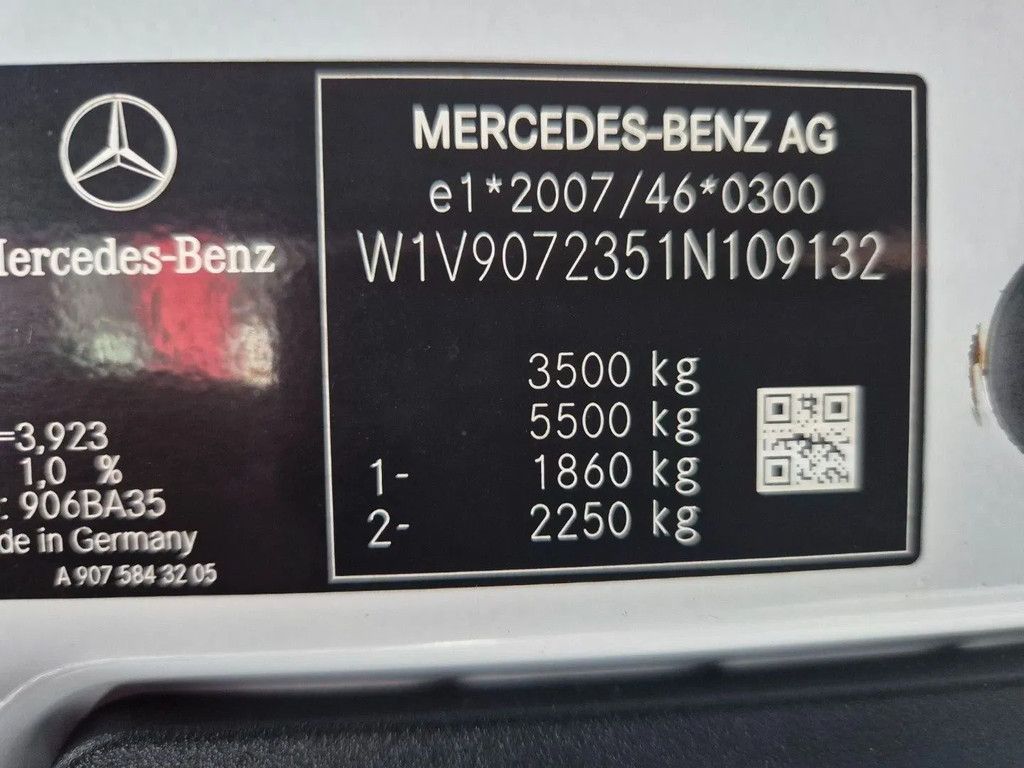 Mercedes-Benz
=3,923
1,0 %
: 906BA35
de in Germany
A 907 584 32 05
MERCEDES-BENZ AG
e1*2007/46*0300
W1V9072351N109132
3500 kg
5500 kg
1- 1860 kg
2- 2250 kg